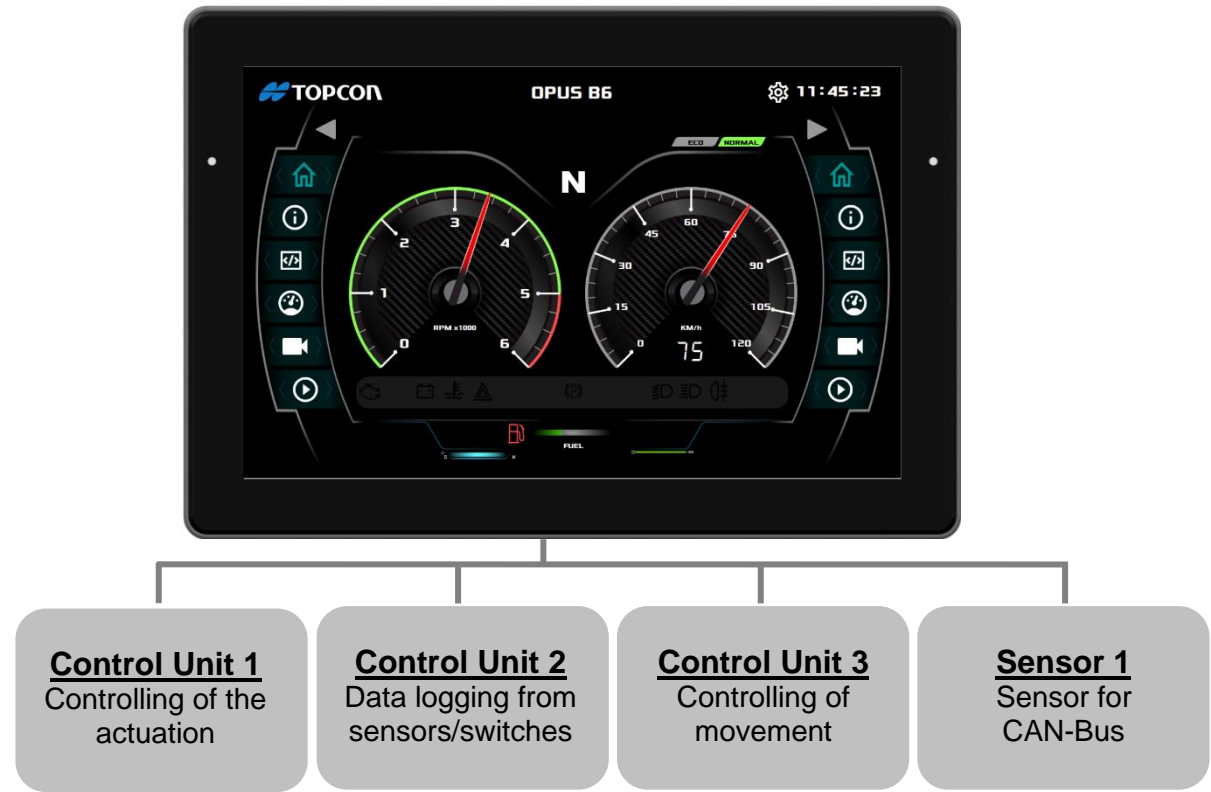 TOPCON
OPUS B6
11:45:23
ECO
NORMAL
N
0
1
2
3
4
5
6
RPM x1000
0
15
30
45
60
75
90
105
120
KM/h
75
FUEL
Control Unit 1
Controlling of the
actuation
Control Unit 2
Data logging from
sensors/switches
Control Unit 3
Controlling of
movement
Sensor 1
Sensor for
CAN-Bus